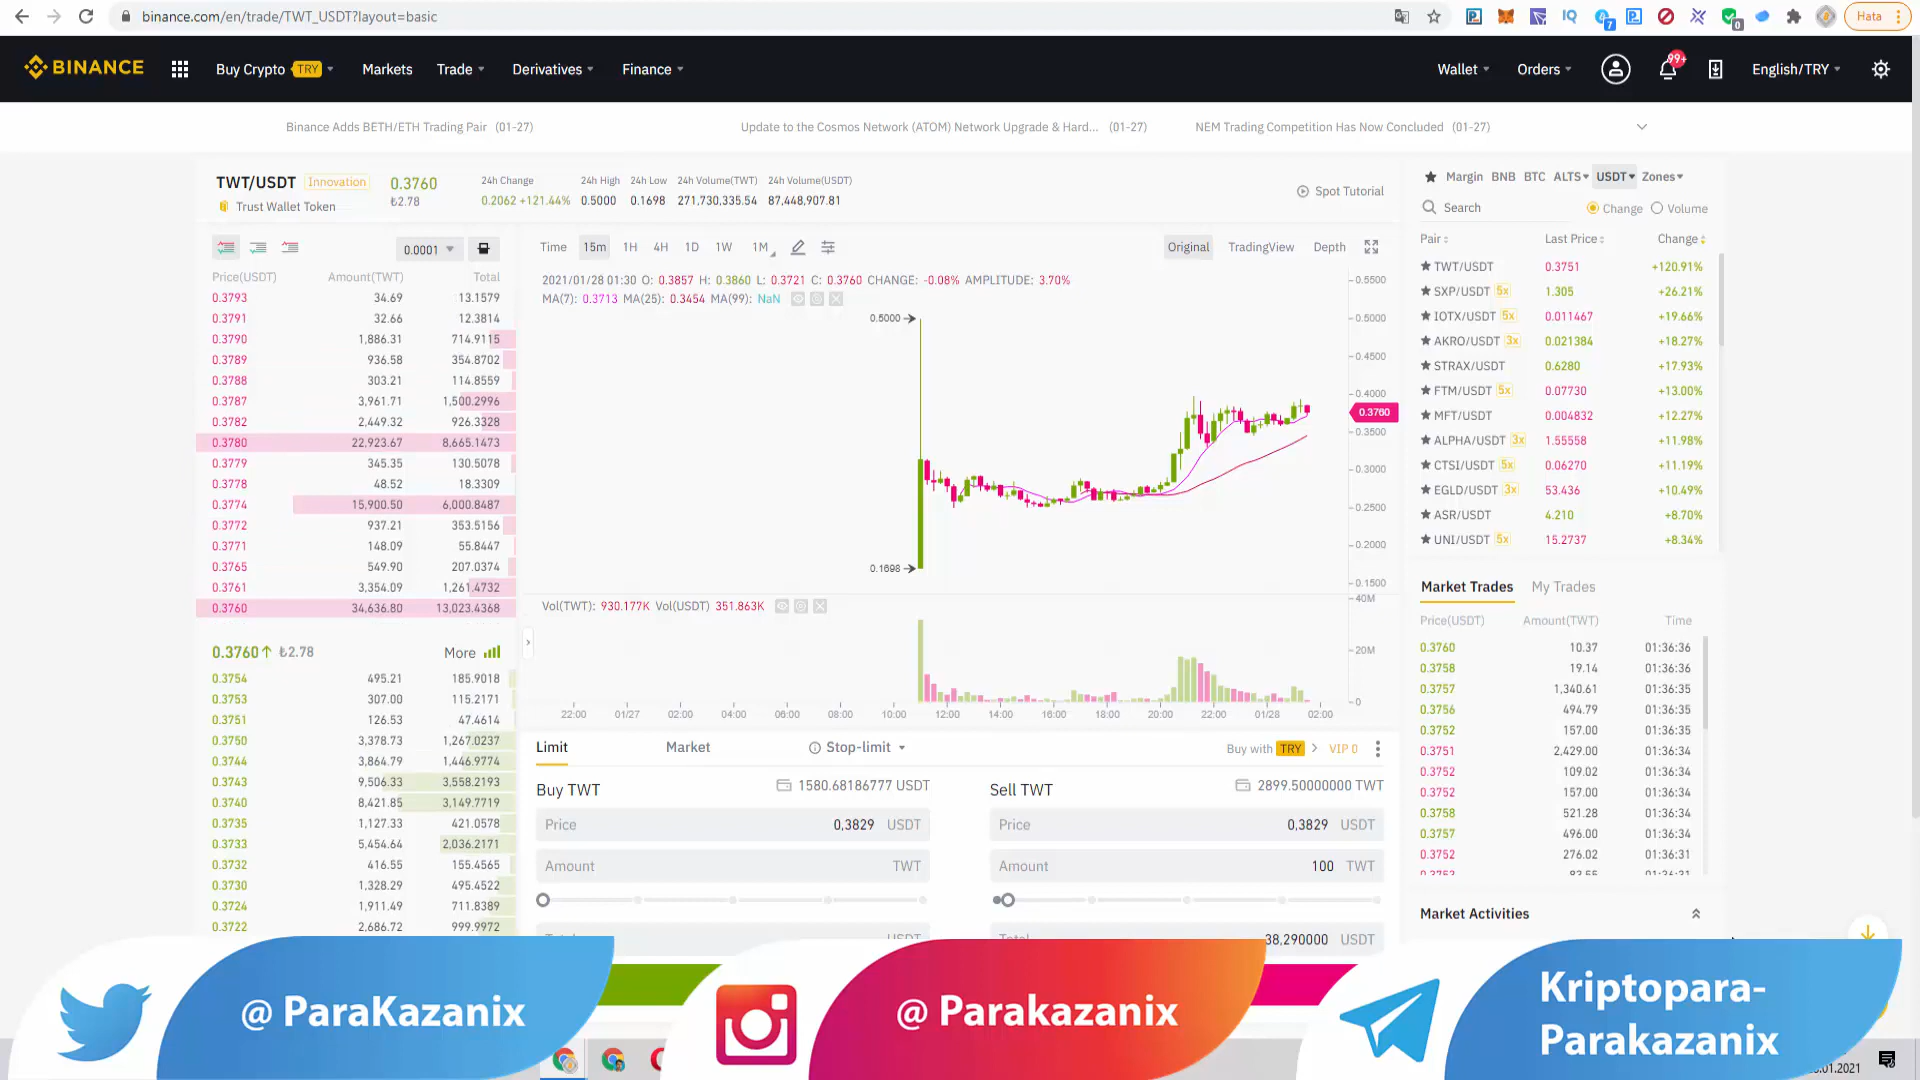 binance.com/en/trade/TWT_USDT?layout=basic
7
0
Hata
BINANCE
Buy Crypto TRY
Markets
Trade
Derivatives
Finance
Wallet
Orders
99+
English/TRY
Binance Adds BETH/ETH Trading Pair (01-27)
Update to the Cosmos Network (ATOM) Network Upgrade & Hard... (01-27)
NEM Trading Competition Has Now Concluded (01-27)
TWT/USDT Innovation
Trust Wallet Token
0.3760
₺2.78
24h Change
0.2062 +121.44%
24h High
0.5000
24h Low
0.1698
24h Volume(TWT)
271,730,335.54
24h Volume(USDT)
87,448,907.81
Spot Tutorial
0.0001
Price(USDT) Amount(TWT) Total
0.3793 34.69 13.1579
0.3791 32.66 12.3814
0.3790 1,886.31 714.9115
0.3789 936.58 354.8702
0.3788 303.21 114.8559
0.3787 3,961.71 1,500.2996
0.3782 2,449.32 926.3328
0.3780 22,923.67 8,665.1473
0.3779 345.35 130.5078
0.3778 48.52 18.3309
0.3774 15,900.50 6,000.8487
0.3772 937.21 353.5156
0.3771 148.09 55.8447
0.3765 549.90 207.0374
0.3761 3,354.09 1,261.4732
0.3760 34,636.80 13,023.4368
0.3760↑ ₺2.78 More
0.3754 495.21 185.9018
0.3753 307.00 115.2171
0.3751 126.53 47.4614
0.3750 3,378.73 1,267.0237
0.3744 3,864.79 1,446.9774
0.3743 9,506.33 3,558.2193
0.3740 8,421.85 3,149.7719
0.3735 1,127.33 421.0578
0.3733 5,454.64 2,036.2171
0.3732 416.55 155.4565
0.3730 1,328.29 495.4522
0.3724 1,911.49 711.8389
0.3722 2,686.72 999.9972
Time 15m 1H 4H 1D 1W 1M
Original TradingView Depth
2021/01/28 01:30 O: 0.3857 H: 0.3860 L: 0.3721 C: 0.3760 CHANGE: -0.08% AMPLITUDE: 3.70%
MA(7): 0.3713 MA(25): 0.3454 MA(99): NaN
0.5000
0.1698
0.5500
0.5000
0.4500
0.4000
0.3760
0.3500
0.3000
0.2500
0.2000
0.1500
Vol(TWT): 930.177K Vol(USDT) 351.863K
40M
20M
0
22:00 01/27 02:00 04:00 06:00 08:00 10:00 12:00 14:00 16:00 18:00 20:00 22:00 01/28 02:00
Limit
Market
Stop-limit
Buy with TRY > VIP 0
Buy TWT
1580.68186777 USDT
Price 0,3829 USDT
Amount TWT
Total USDT
Sell TWT
2899.50000000 TWT
Price 0,3829 USDT
Amount 100 TWT
Total 38,290000 USDT
Margin BNB BTC ALTS USDT Zones
Search
Change
Volume
Pair Last Price Change
TWT/USDT 0.3751 +120.91%
SXP/USDT 5x 1.305 +26.21%
IOTX/USDT 5x 0.011467 +19.66%
AKRO/USDT 3x 0.021384 +18.27%
STRAX/USDT 0.6280 +17.93%
FTM/USDT 5x 0.07730 +13.00%
MFT/USDT 0.004832 +12.27%
ALPHA/USDT 3x 1.55558 +11.98%
CTSI/USDT 5x 0.06270 +11.19%
EGLD/USDT 3x 53.436 +10.49%
ASR/USDT 4.210 +8.70%
UNI/USDT 5x 15.2737 +8.34%
Market Trades
My Trades
Price(USDT) Amount(TWT) Time
0.3760 10.37 01:36:36
0.3758 19.14 01:36:36
0.3757 1,340.61 01:36:35
0.3756 494.79 01:36:35
0.3752 157.00 01:36:35
0.3751 2,429.00 01:36:34
0.3752 109.02 01:36:34
0.3752 157.00 01:36:34
0.3758 521.28 01:36:34
0.3757 496.00 01:36:34
0.3752 276.02 01:36:31
Market Activities
@ ParaKazanix
@ Parakazanix
Kriptopara-
Parakazanix
.01.2021